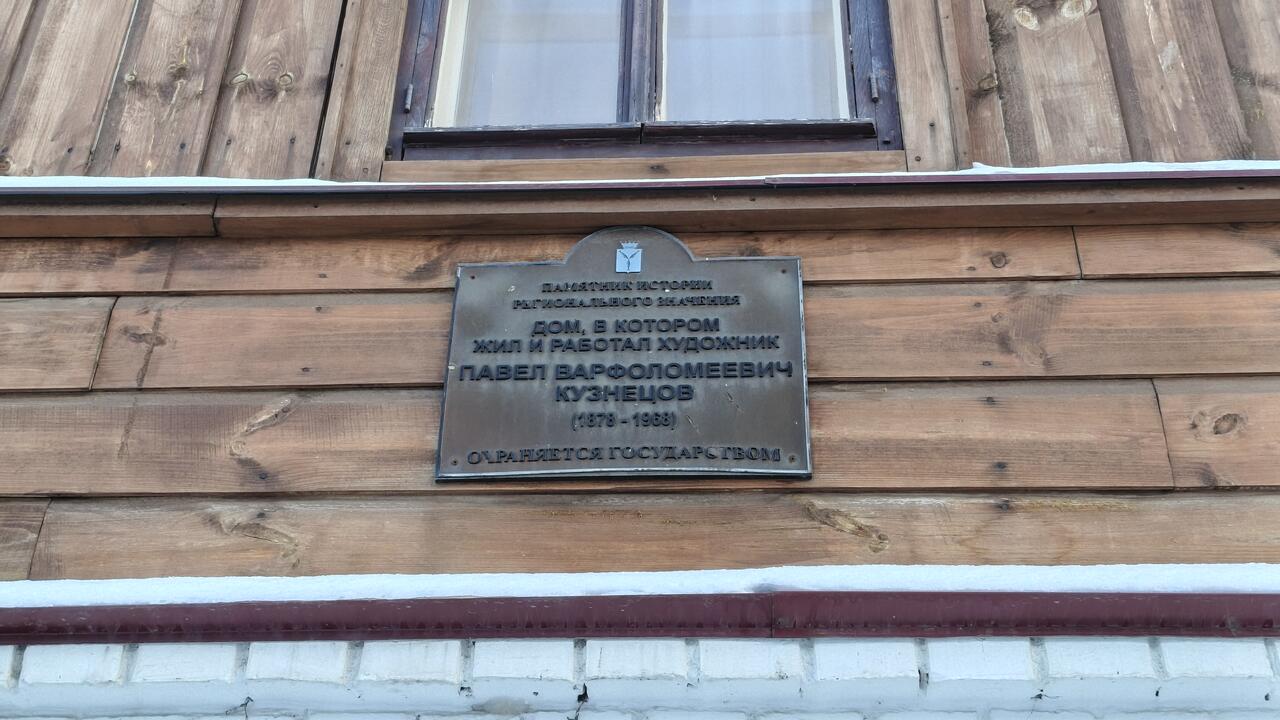 ПАМЯТНИК ИСТОРИИ
РЕГИОНАЛЬНОГО ЗНАЧЕНИЯ
ДОМ, В КОТОРОМ
ЖИЛ И РАБОТАЛ ХУДОЖНИК
ПАВЕЛ ВАРФОЛОМЕЕВИЧ
КУЗНЕЦОВ
(1878 - 1968)
ОХРАНЯЕТСЯ ГОСУДАРСТВОМ